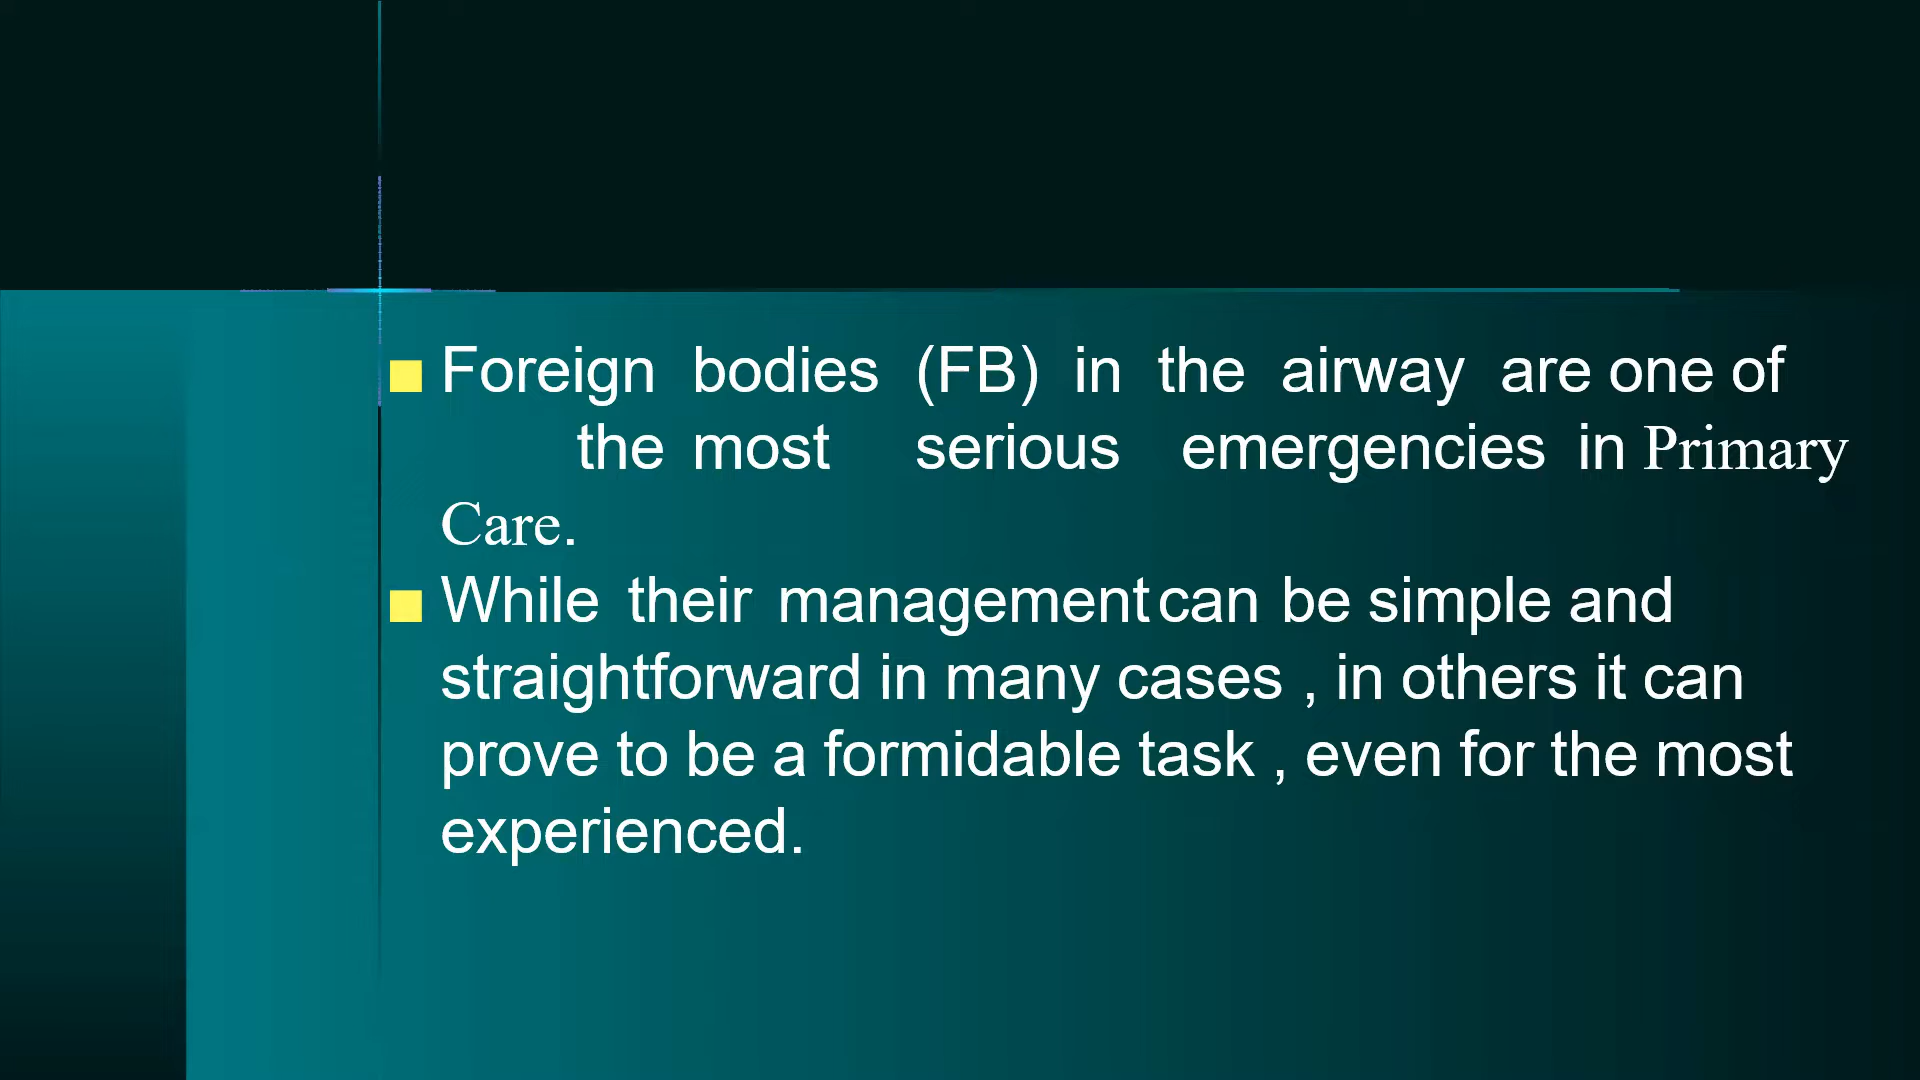 Foreign bodies (FB) in the airway are one of
the most serious emergencies in Primary
Care.
While their management can be simple and
straightforward in many cases , in others it can
prove to be a formidable task , even for the most
experienced.